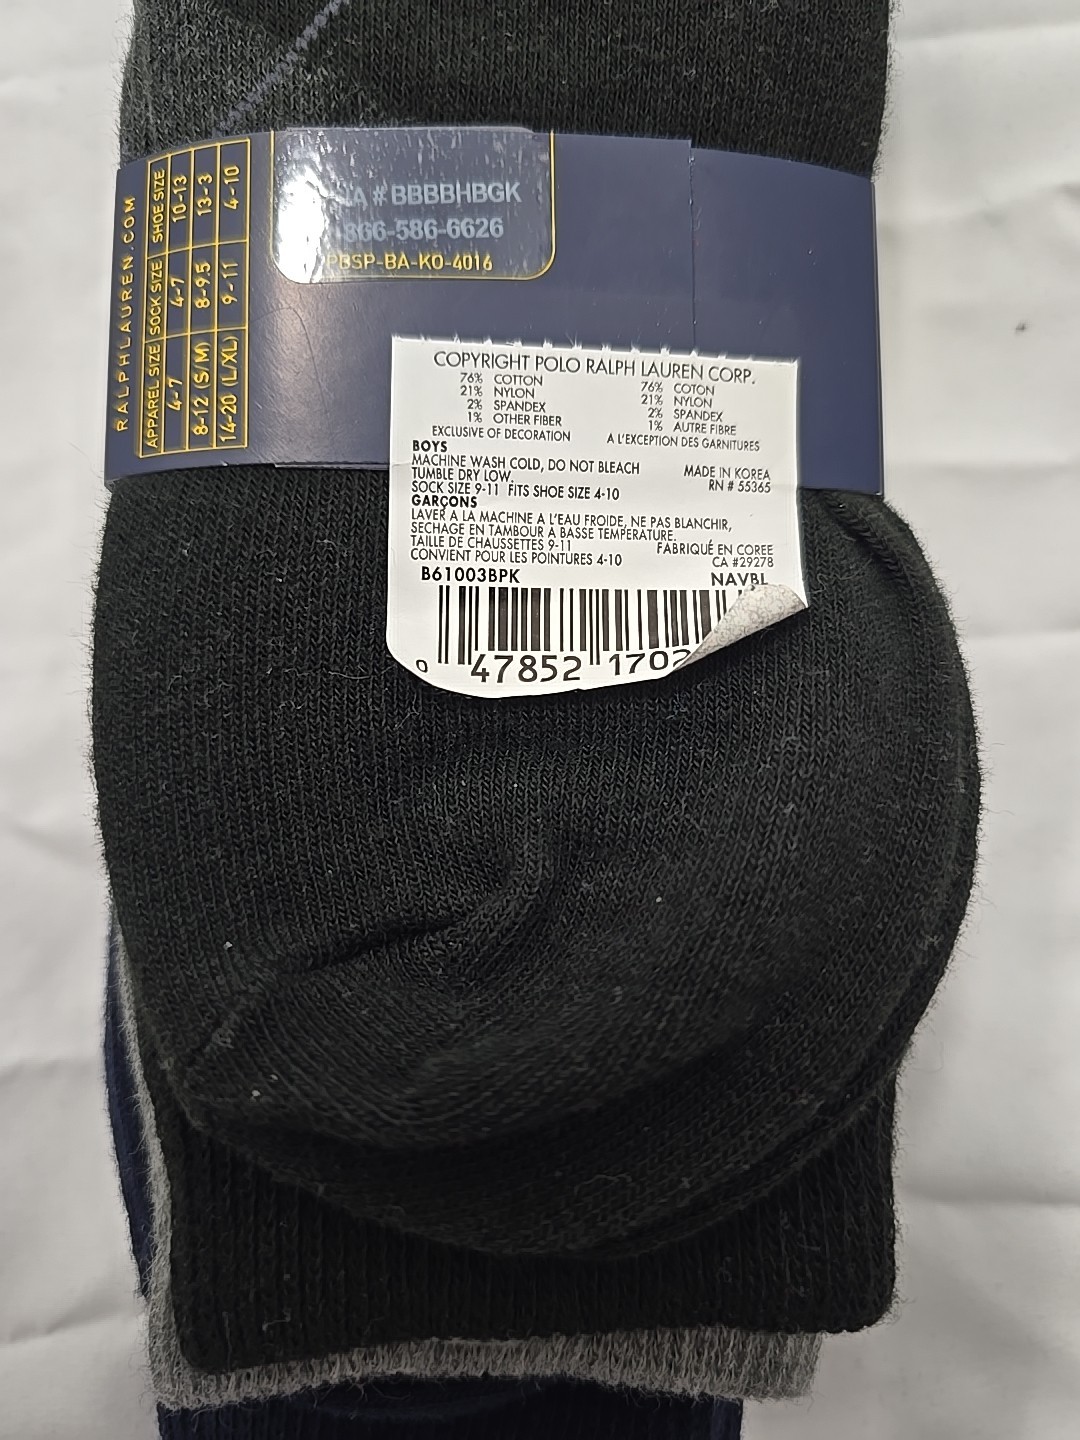 RALPHLAUREN.COM
APPAREL SIZE SOCK SIZE SHOE SIZE
4-7 4-7 10-13
8-12 (S/M) 8-9.5 13-3
14-20 (L/XL) 9-11 4-10
# BBBBHBGK
866-586-6626
PBSP-BA-KO-4016
COPYRIGHT POLO RALPH LAUREN CORP.
76% COTTON
21% NYLON
2% SPANDEX
1% OTHER FIBER
EXCLUSIVE OF DECORATION
76% COTON
21% NYLON
2% SPANDEX
1% AUTRE FIBRE
A L'EXCEPTION DES GARNITURES
BOYS
MACHINE WASH COLD, DO NOT BLEACH
TUMBLE DRY LOW.
SOCK SIZE 9-11 FITS SHOE SIZE 4-10
MADE IN KOREA
RN # 55365
GARÇONS
LAVER A LA MACHINE A L'EAU FROIDE, NE PAS BLANCHIR,
SECHAGE EN TAMBOUR A BASSE TEMPERATURE.
TAILLE DE CHAUSSETTES 9-11
CONVIENT POUR LES POINTURES 4-10
FABRIQUÉ EN COREE
CA #29278
B61003BPK NAVBL
0 47852 1702